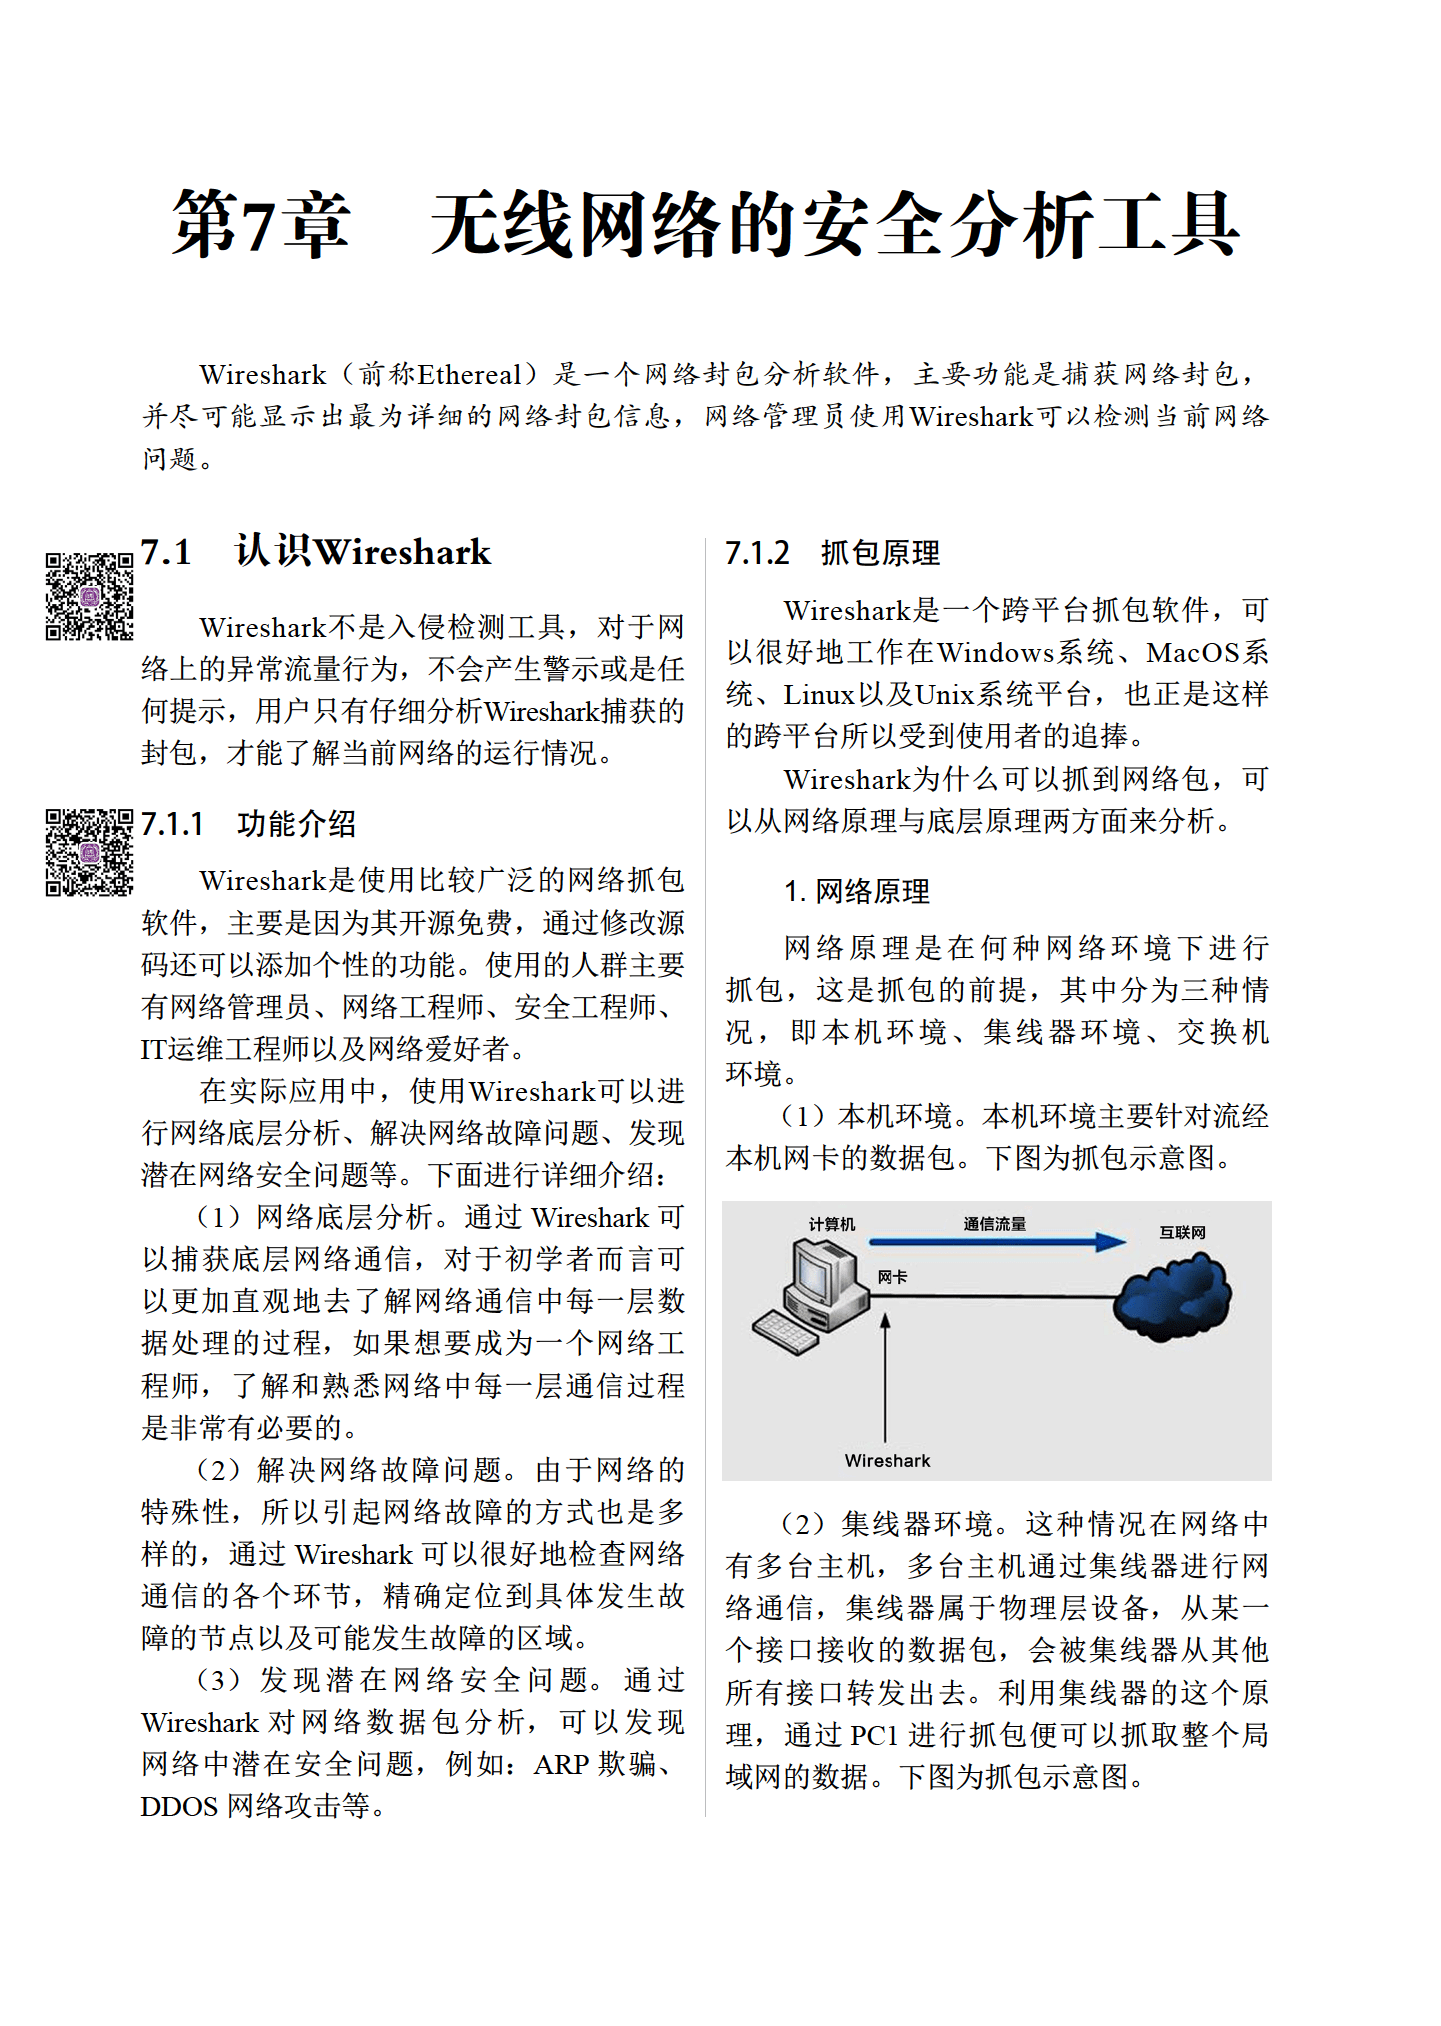 第7章　无线网络的安全分析工具
Wireshark（前称Ethereal）是一个网络封包分析软件，主要功能是捕获网络封包，
并尽可能显示出最为详细的网络封包信息，网络管理员使用Wireshark可以检测当前网络
问题。
7.1　认识Wireshark
Wireshark不是入侵检测工具，对于网
络上的异常流量行为，不会产生警示或是任
何提示，用户只有仔细分析Wireshark捕获的
封包，才能了解当前网络的运行情况。
7.1.1　功能介绍
Wireshark是使用比较广泛的网络抓包
软件，主要是因为其开源免费，通过修改源
码还可以添加个性的功能。使用的人群主要
有网络管理员、网络工程师、安全工程师、
IT运维工程师以及网络爱好者。
在实际应用中，使用Wireshark可以进
行网络底层分析、解决网络故障问题、发现
潜在网络安全问题等。下面进行详细介绍：
（1）网络底层分析。通过 Wireshark 可
以捕获底层网络通信，对于初学者而言可
以更加直观地去了解网络通信中每一层数
据处理的过程，如果想要成为一个网络工
程师，了解和熟悉网络中每一层通信过程
是非常有必要的。
（2）解决网络故障问题。由于网络的
特殊性，所以引起网络故障的方式也是多
样的，通过 Wireshark 可以很好地检查网络
通信的各个环节，精确定位到具体发生故
障的节点以及可能发生故障的区域。
（3）发现潜在网络安全问题。通过
Wireshark 对网络数据包分析，可以发现
网络中潜在安全问题，例如：ARP 欺骗、
DDOS 网络攻击等。
7.1.2　抓包原理
Wireshark是一个跨平台抓包软件，可
以很好地工作在Windows系统、MacOS系
统、Linux以及Unix系统平台，也正是这样
的跨平台所以受到使用者的追捧。
Wireshark为什么可以抓到网络包，可
以从网络原理与底层原理两方面来分析。
1. 网络原理
网络原理是在何种网络环境下进行
抓包，这是抓包的前提，其中分为三种情
况，即本机环境、集线器环境、交换机
环境。
（1）本机环境。本机环境主要针对流经
本机网卡的数据包。下图为抓包示意图。
计算机
通信流量
互联网
网卡
Wireshark
（2）集线器环境。这种情况在网络中
有多台主机，多台主机通过集线器进行网
络通信，集线器属于物理层设备，从某一
个接口接收的数据包，会被集线器从其他
所有接口转发出去。利用集线器的这个原
理，通过 PC1 进行抓包便可以抓取整个局
域网的数据。下图为抓包示意图。